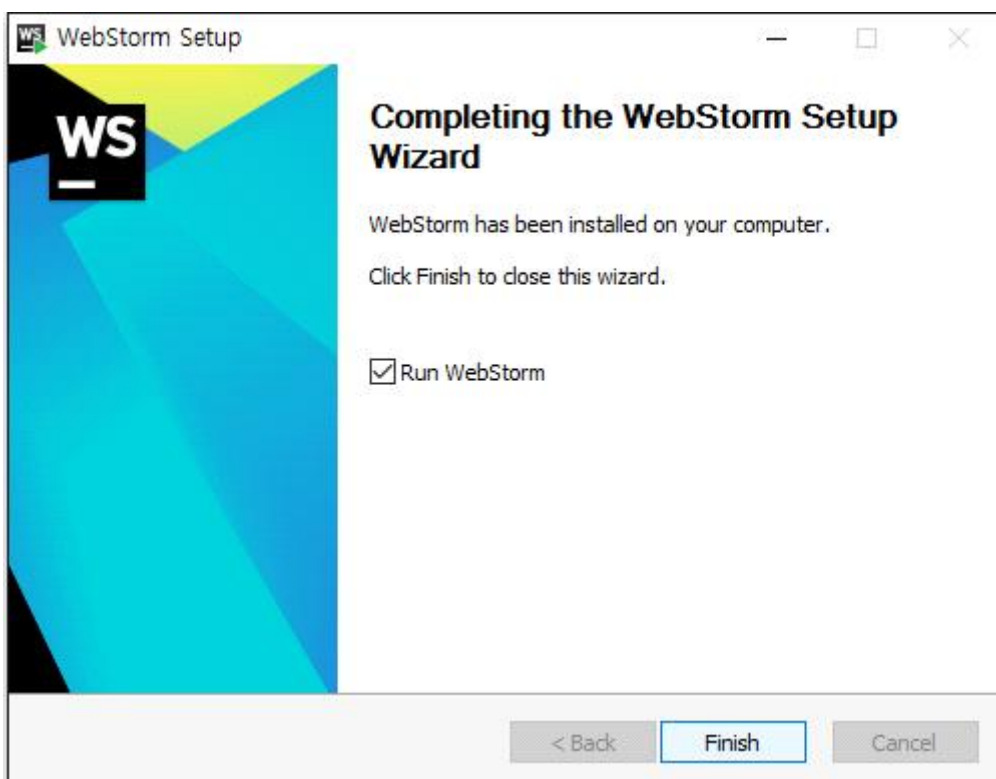 WS WebStorm Setup
WS
Completing the WebStorm Setup
Wizard
WebStorm has been installed on your computer.
Click Finish to close this wizard.
Run WebStorm
< Back Finish Cancel